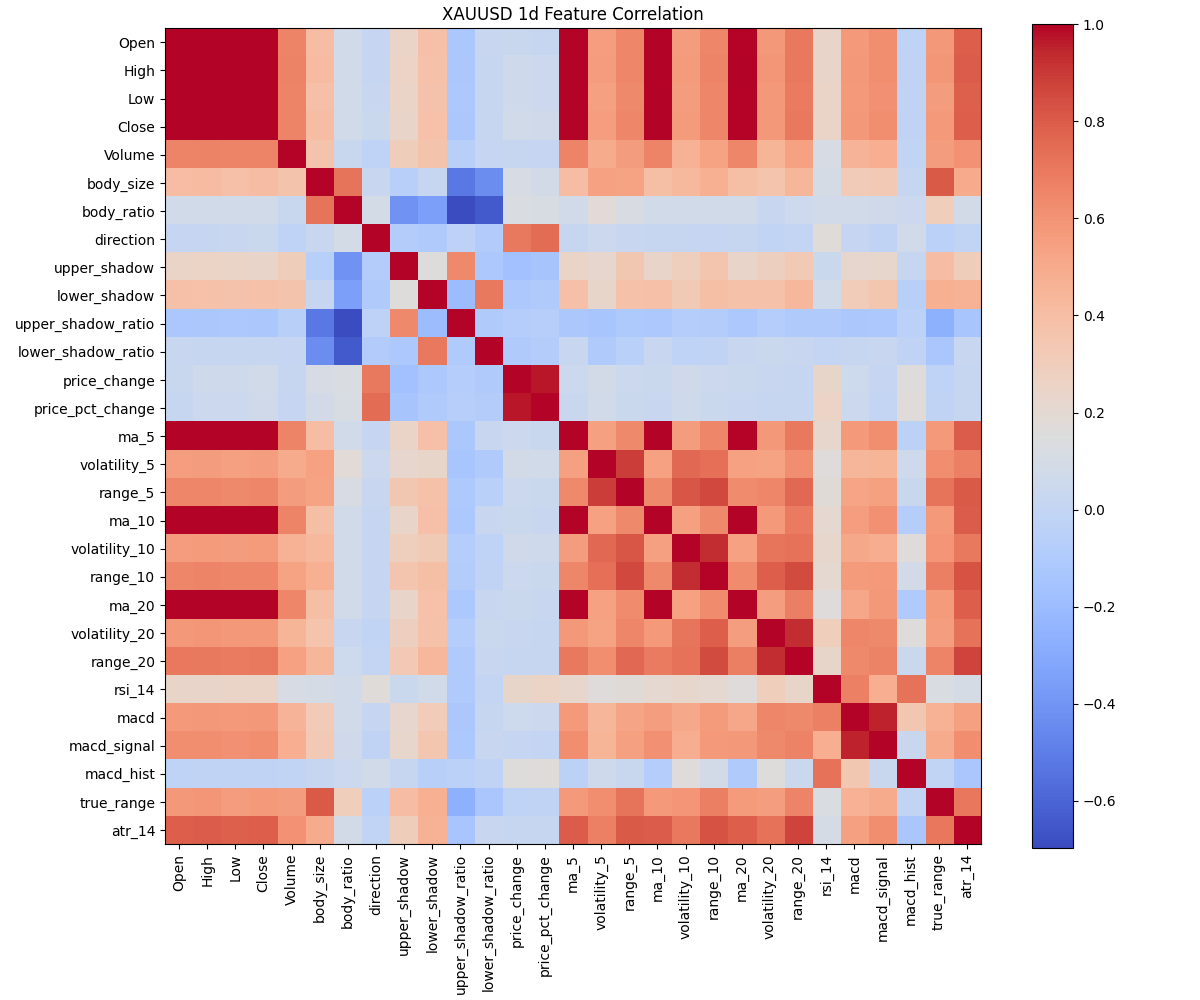 XAUUSD 1d Feature Correlation
Open
High
Low
Close
Volume
body_size
body_ratio
direction
upper_shadow
lower_shadow
upper_shadow_ratio
lower_shadow_ratio
price_change
price_pct_change
ma_5
volatility_5
range_5
ma_10
volatility_10
range_10
ma_20
volatility_20
range_20
rsi_14
macd
macd_signal
macd_hist
true_range
atr_14
Open
High
Low
Close
Volume
body_size
body_ratio
direction
upper_shadow
lower_shadow
upper_shadow_ratio
lower_shadow_ratio
price_change
price_pct_change
ma_5
volatility_5
range_5
ma_10
volatility_10
range_10
ma_20
volatility_20
range_20
rsi_14
macd
macd_signal
macd_hist
true_range
atr_14
1.0
0.8
0.6
0.4
0.2
0.0
−0.2
−0.4
−0.6